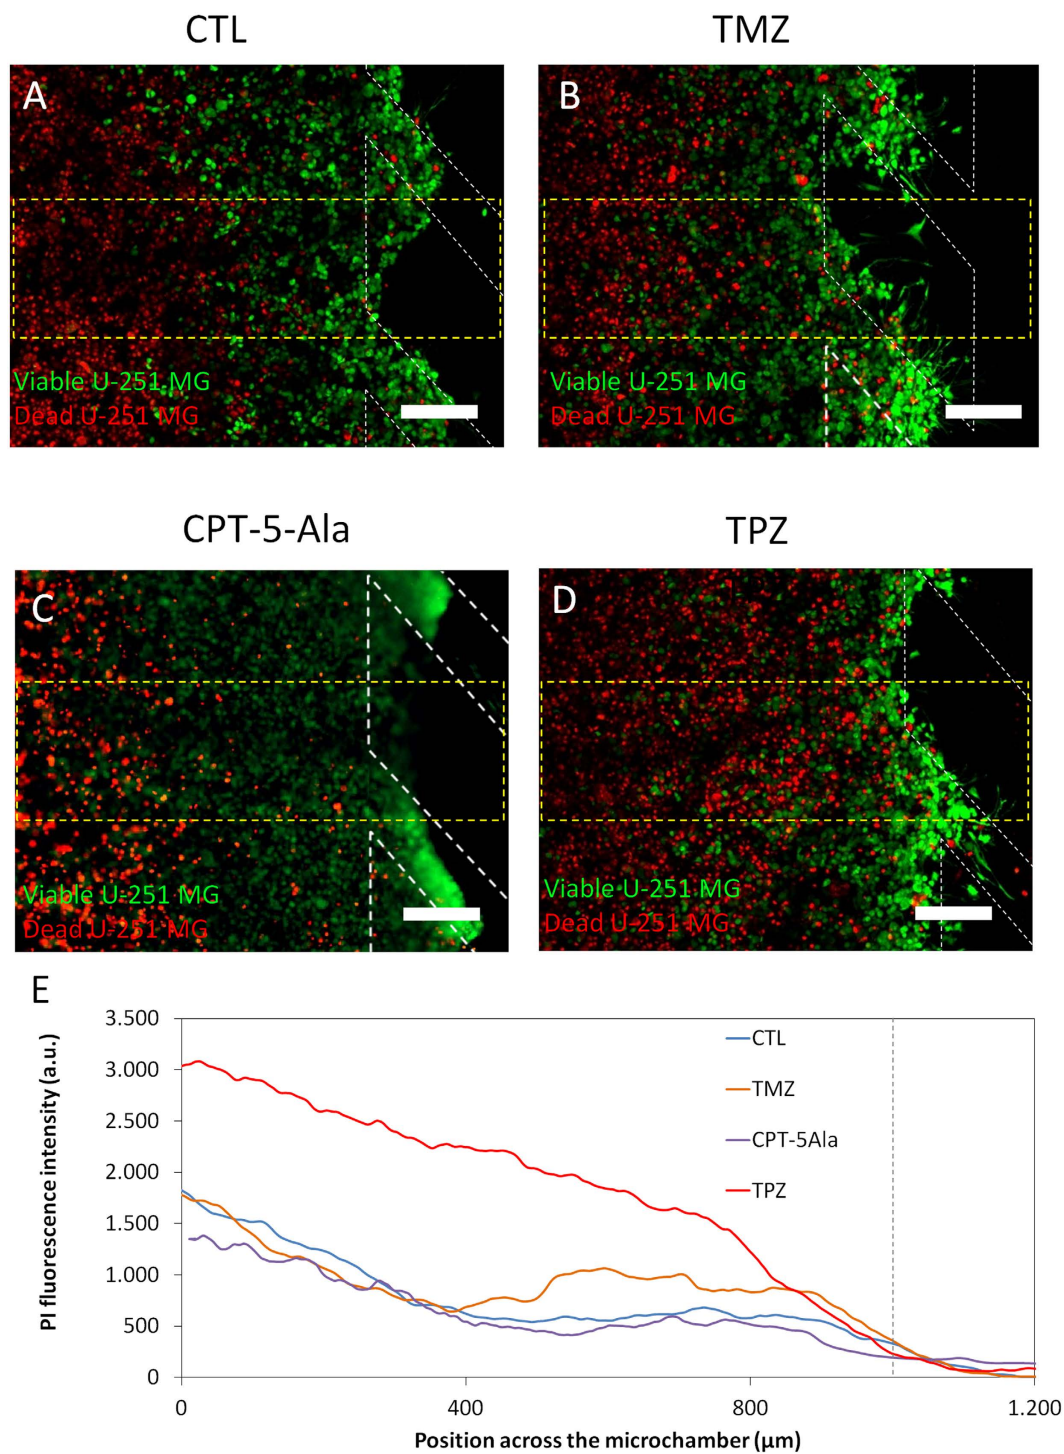 CTL
TMZ
A
B
Viable U-251 MG
Dead U-251 MG
Viable U-251 MG
Dead U-251 MG
CPT-5-Ala
TPZ
C
D
Viable U-251 MG
Dead U-251 MG
Viable U-251 MG
Dead U-251 MG
E
PI fluorescence intensity (a.u.)
3.500
3.000
2.500
2.000
1.500
1.000
500
0
CTL
TMZ
CPT-5Ala
TPZ
0
400
800
1.200
Position across the microchamber (μm)